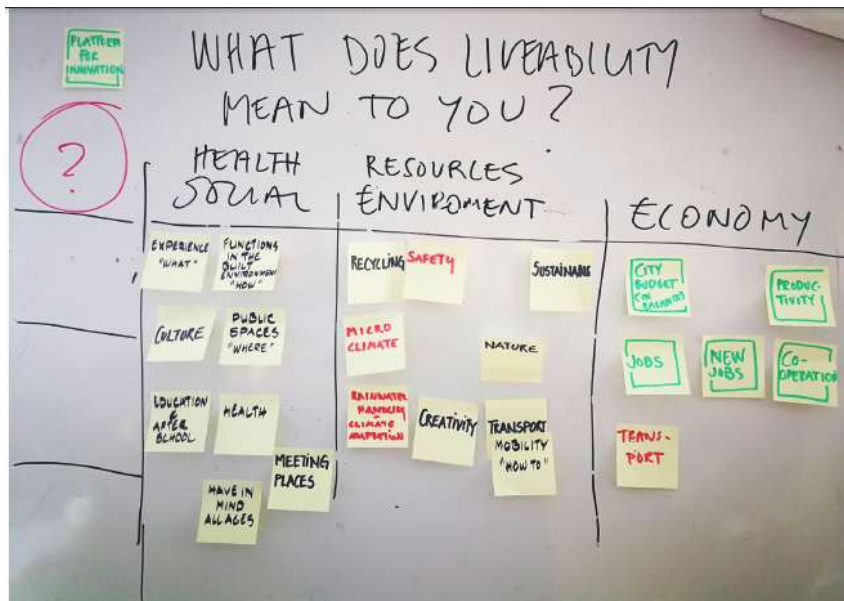 PLATFORM
FOR
INNOVATION
WHAT DOES LIVEABILITY
MEAN TO YOU?
?
HEALTH
SOCIAL
RESOURCES
ENVIROMENT
ECONOMY
EXPERIENCE
"WHAT"
FUNCTIONS
IN THE
BUILT
ENVIRONMENT
"HOW"
CULTURE
PUBLIC
SPACES
"WHERE"
EDUCATION
&
AFTER
SCHOOL
HEALTH
MEETING
PLACES
HAVE IN
MIND
ALL AGES
RECYCLING
SAFETY
SUSTAINABLE
MICRO
CLIMATE
NATURE
RAINWATER
HANDLING
CLIMATE
ADAPTATION
CREATIVITY
TRANSPORT
MOBILITY
"HOW TO"
CITY
BUDGET
(IN
BALANCE)
PRODUC-
TIVITY
JOBS
NEW
JOBS
CO-
OPERATION
TRANS-
PORT